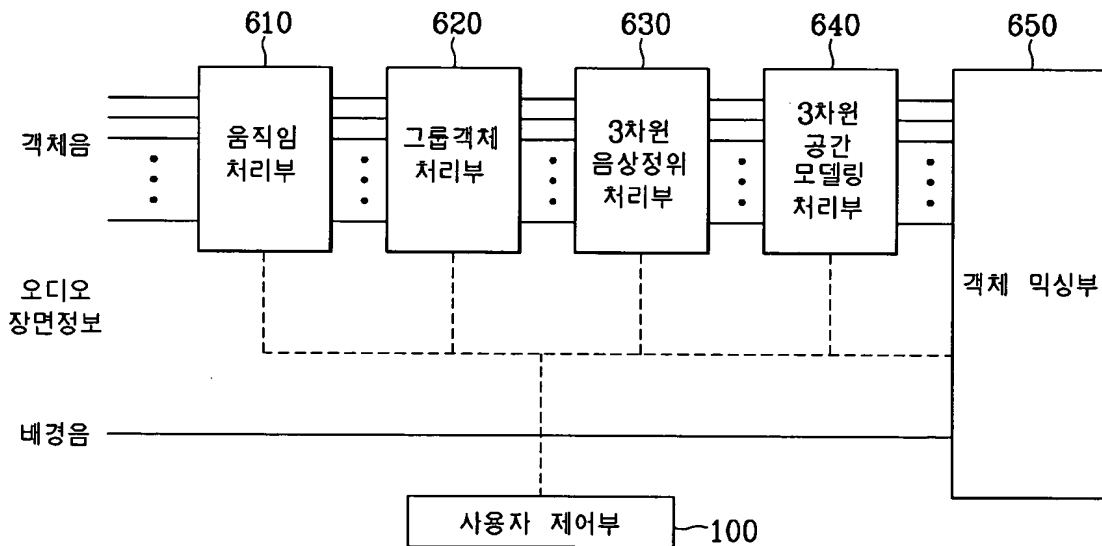 610
620
630
640
650
객체음
움직임
처리부
그룹객체
처리부
3차원
음상정위
처리부
3차원
공간
모델링
처리부
객체 믹싱부
오디오
장면정보
배경음
사용자 제어부
100